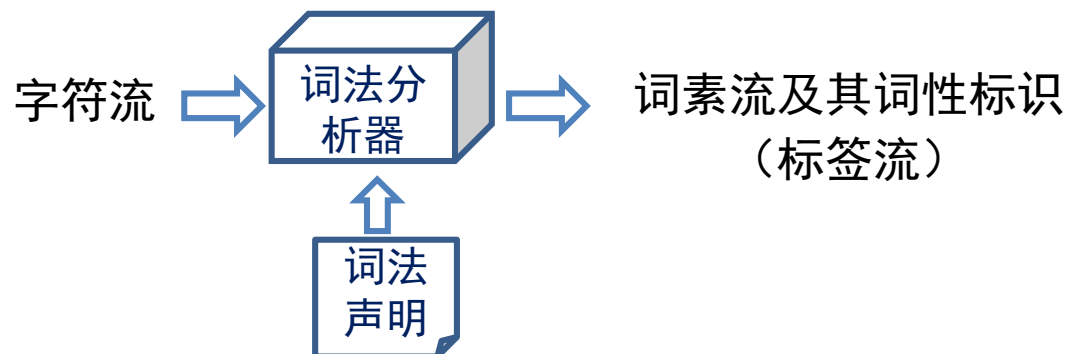 字符流
词法分
析器
词素流及其词性标识
（标签流）
词法
声明